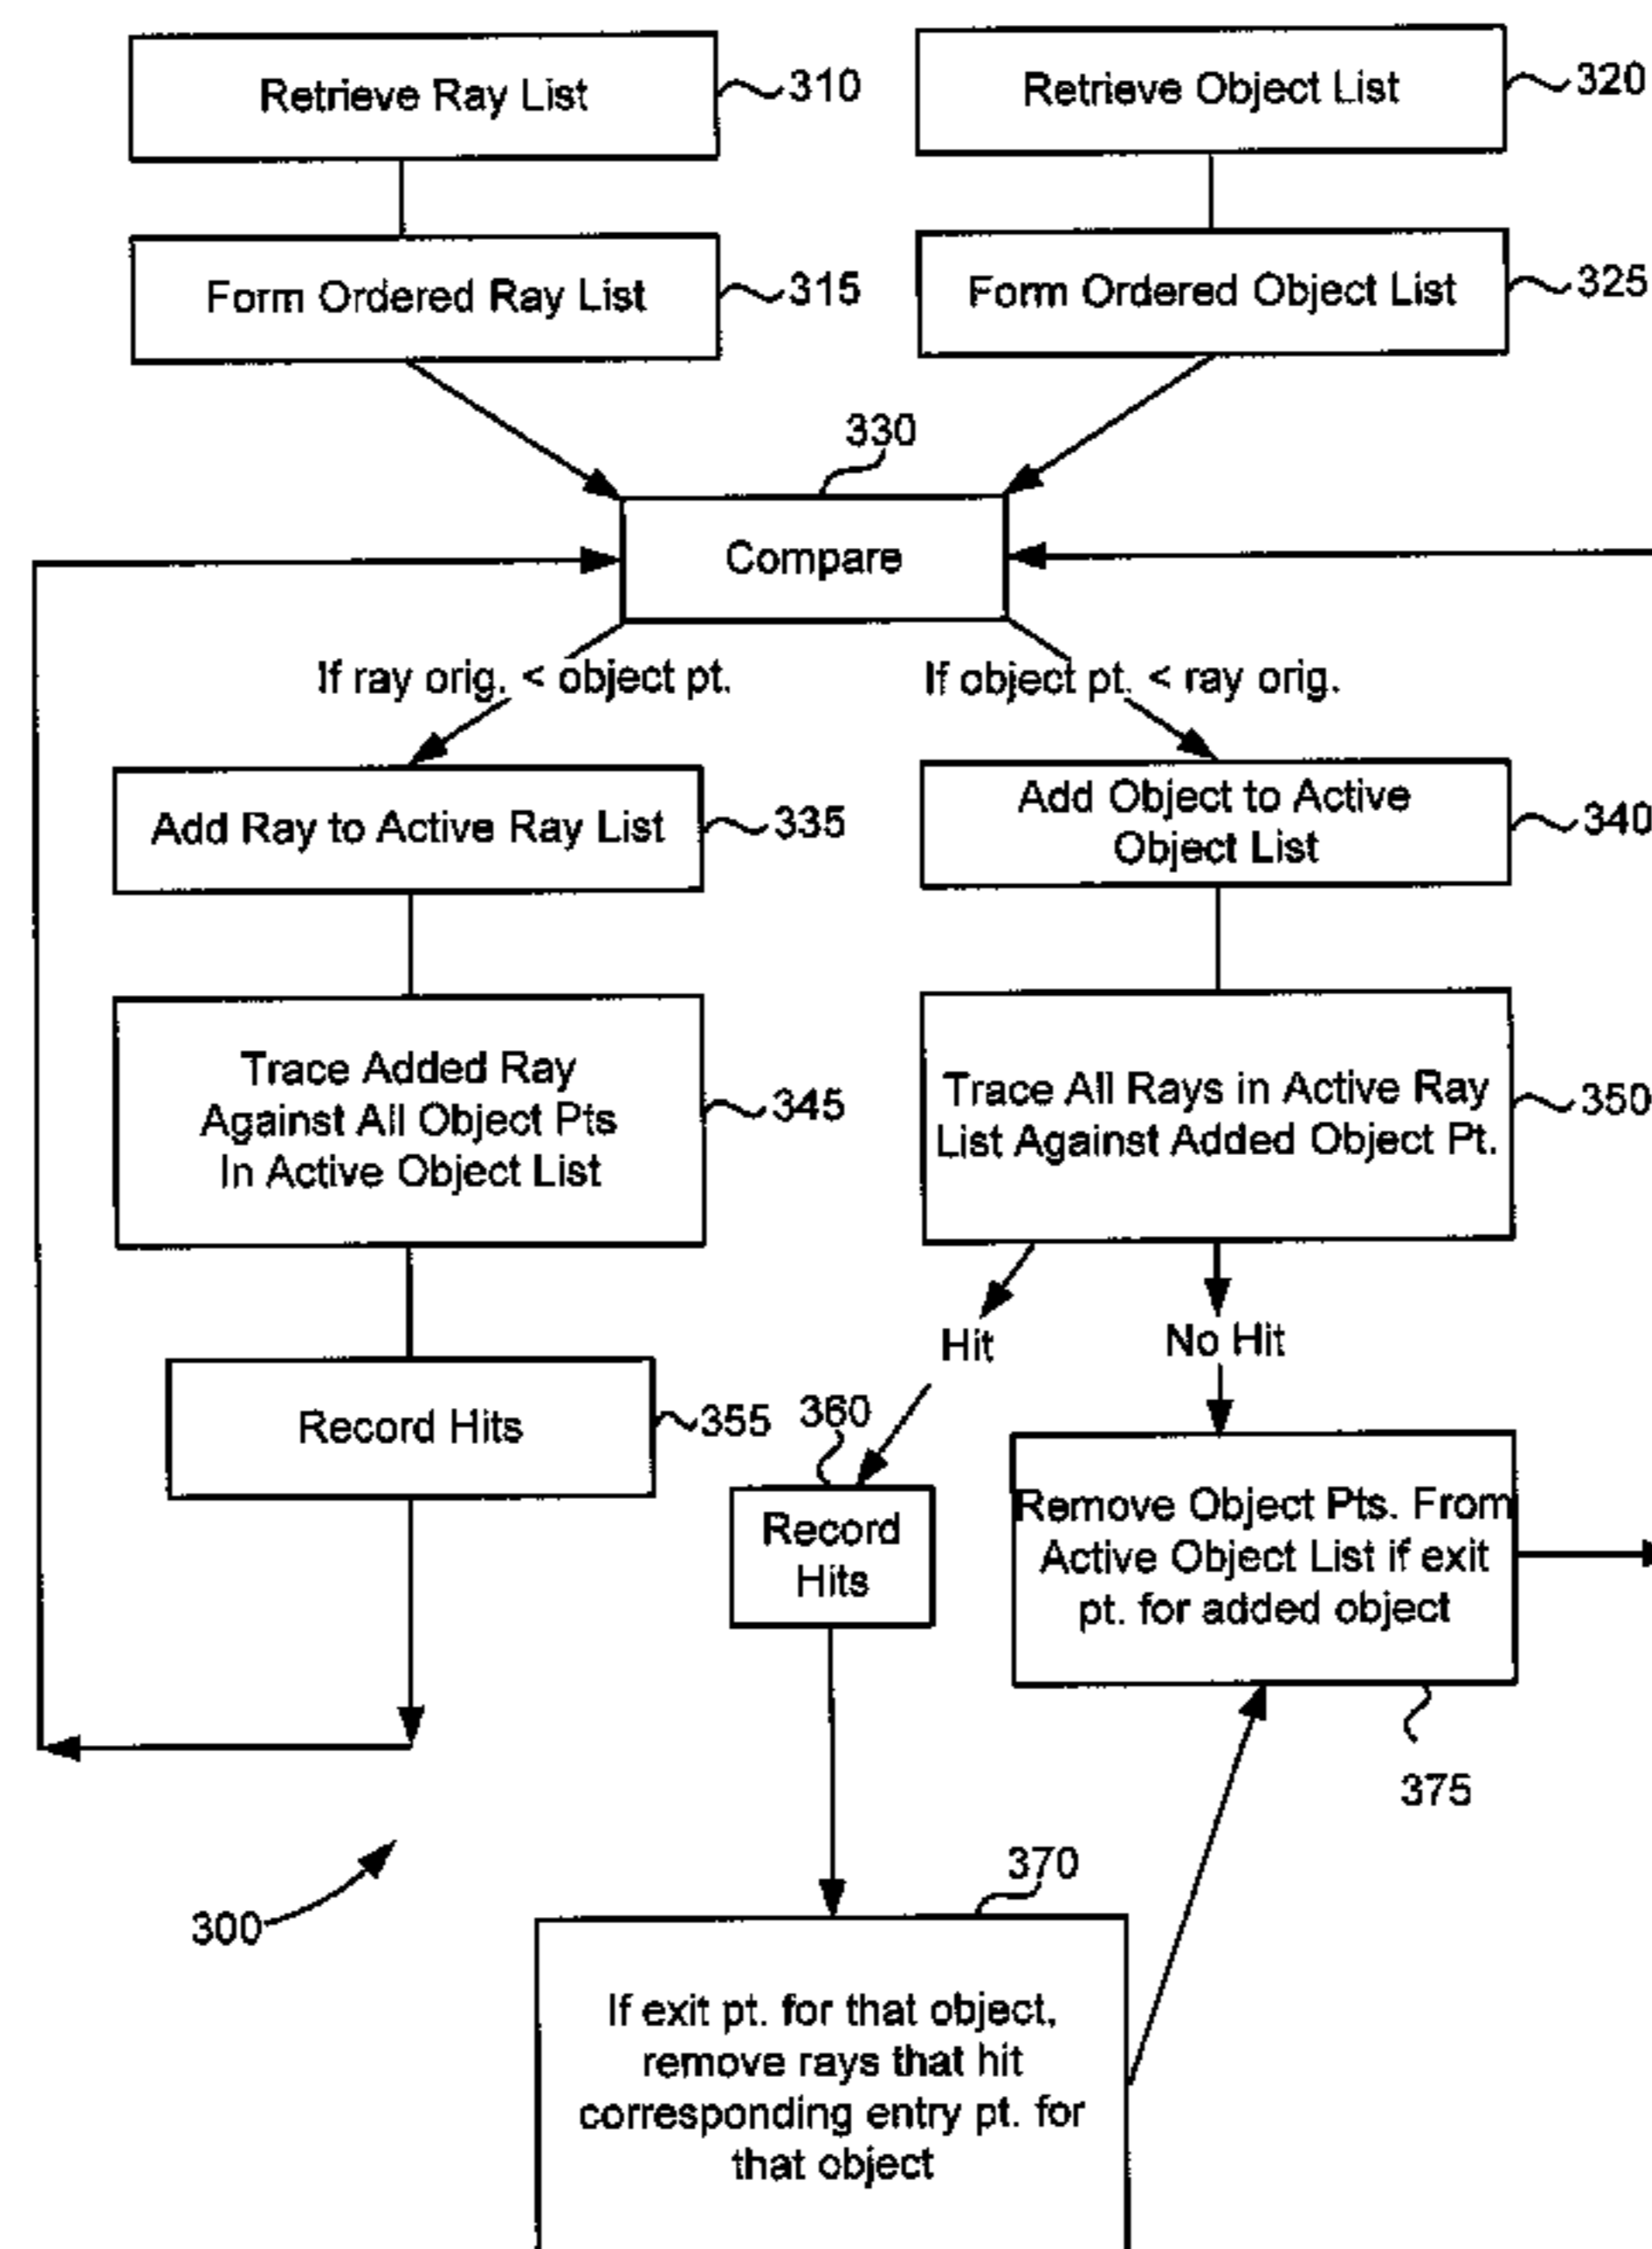 Retrieve Ray List
310
Retrieve Object List
320
Form Ordered Ray List
315
Form Ordered Object List
325
330
Compare
If ray orig. < object pt.
If object pt. < ray orig.
Add Ray to Active Ray List
335
Add Object to Active
Object List
340
Trace Added Ray
Against All Object Pts
In Active Object List
345
Trace All Rays in Active Ray
List Against Added Object Pt.
350
Hit
No Hit
Record Hits
355
360
Record
Hits
Remove Object Pts. From
Active Object List if exit
pt. for added object
375
300
370
If exit pt. for that object,
remove rays that hit
corresponding entry pt. for
that object